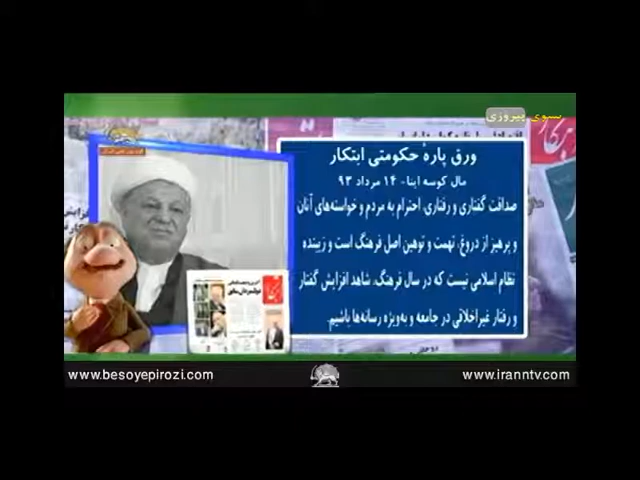 بسوی پیروزی
ورق پارهٔ حکومتی ابتکار
مال کوسه اینا- ۱۴ مرداد ۹۳
صداقت گفتاری و رفتاری، احترام به مردم و خواسته‌های آنان
و پرهیز از دروغ، تهمت و توهین اصل فرهنگ است و زیبنده
نظام اسلامی نیست که در سال فرهنگ، شاهد افزایش گفتار
و رفتار غیراخلاقی در جامعه و به‌ویژه رسانه‌ها باشیم.
www.besoyepirozi.com
www.iranntv.com